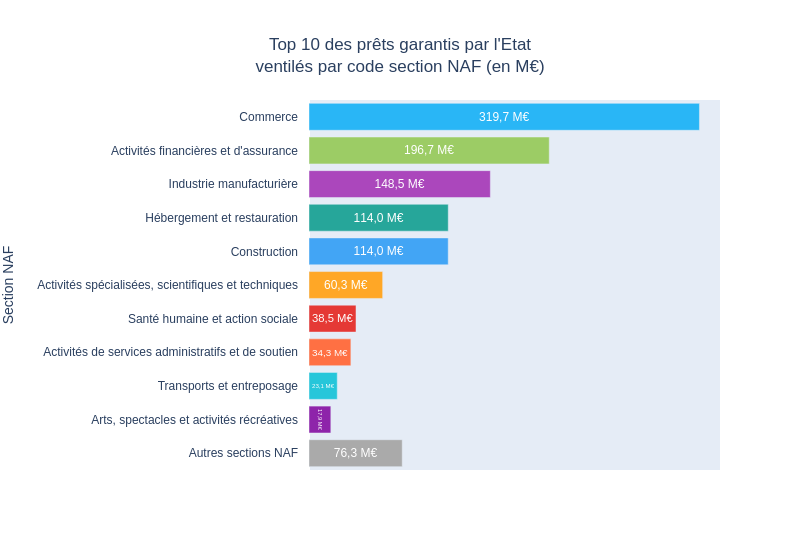 Top 10 des prêts garantis par l'Etat
ventilés par code section NAF (en M€)
Section NAF
Commerce 319,7 M€
Activités financières et d'assurance 196,7 M€
Industrie manufacturière 148,5 M€
Hébergement et restauration 114,0 M€
Construction 114,0 M€
Activités spécialisées, scientifiques et techniques 60,3 M€
Santé humaine et action sociale 38,5 M€
Activités de services administratifs et de soutien 34,3 M€
Transports et entreposage 23,1 M€
Arts, spectacles et activités récréatives
Autres sections NAF 76,3 M€